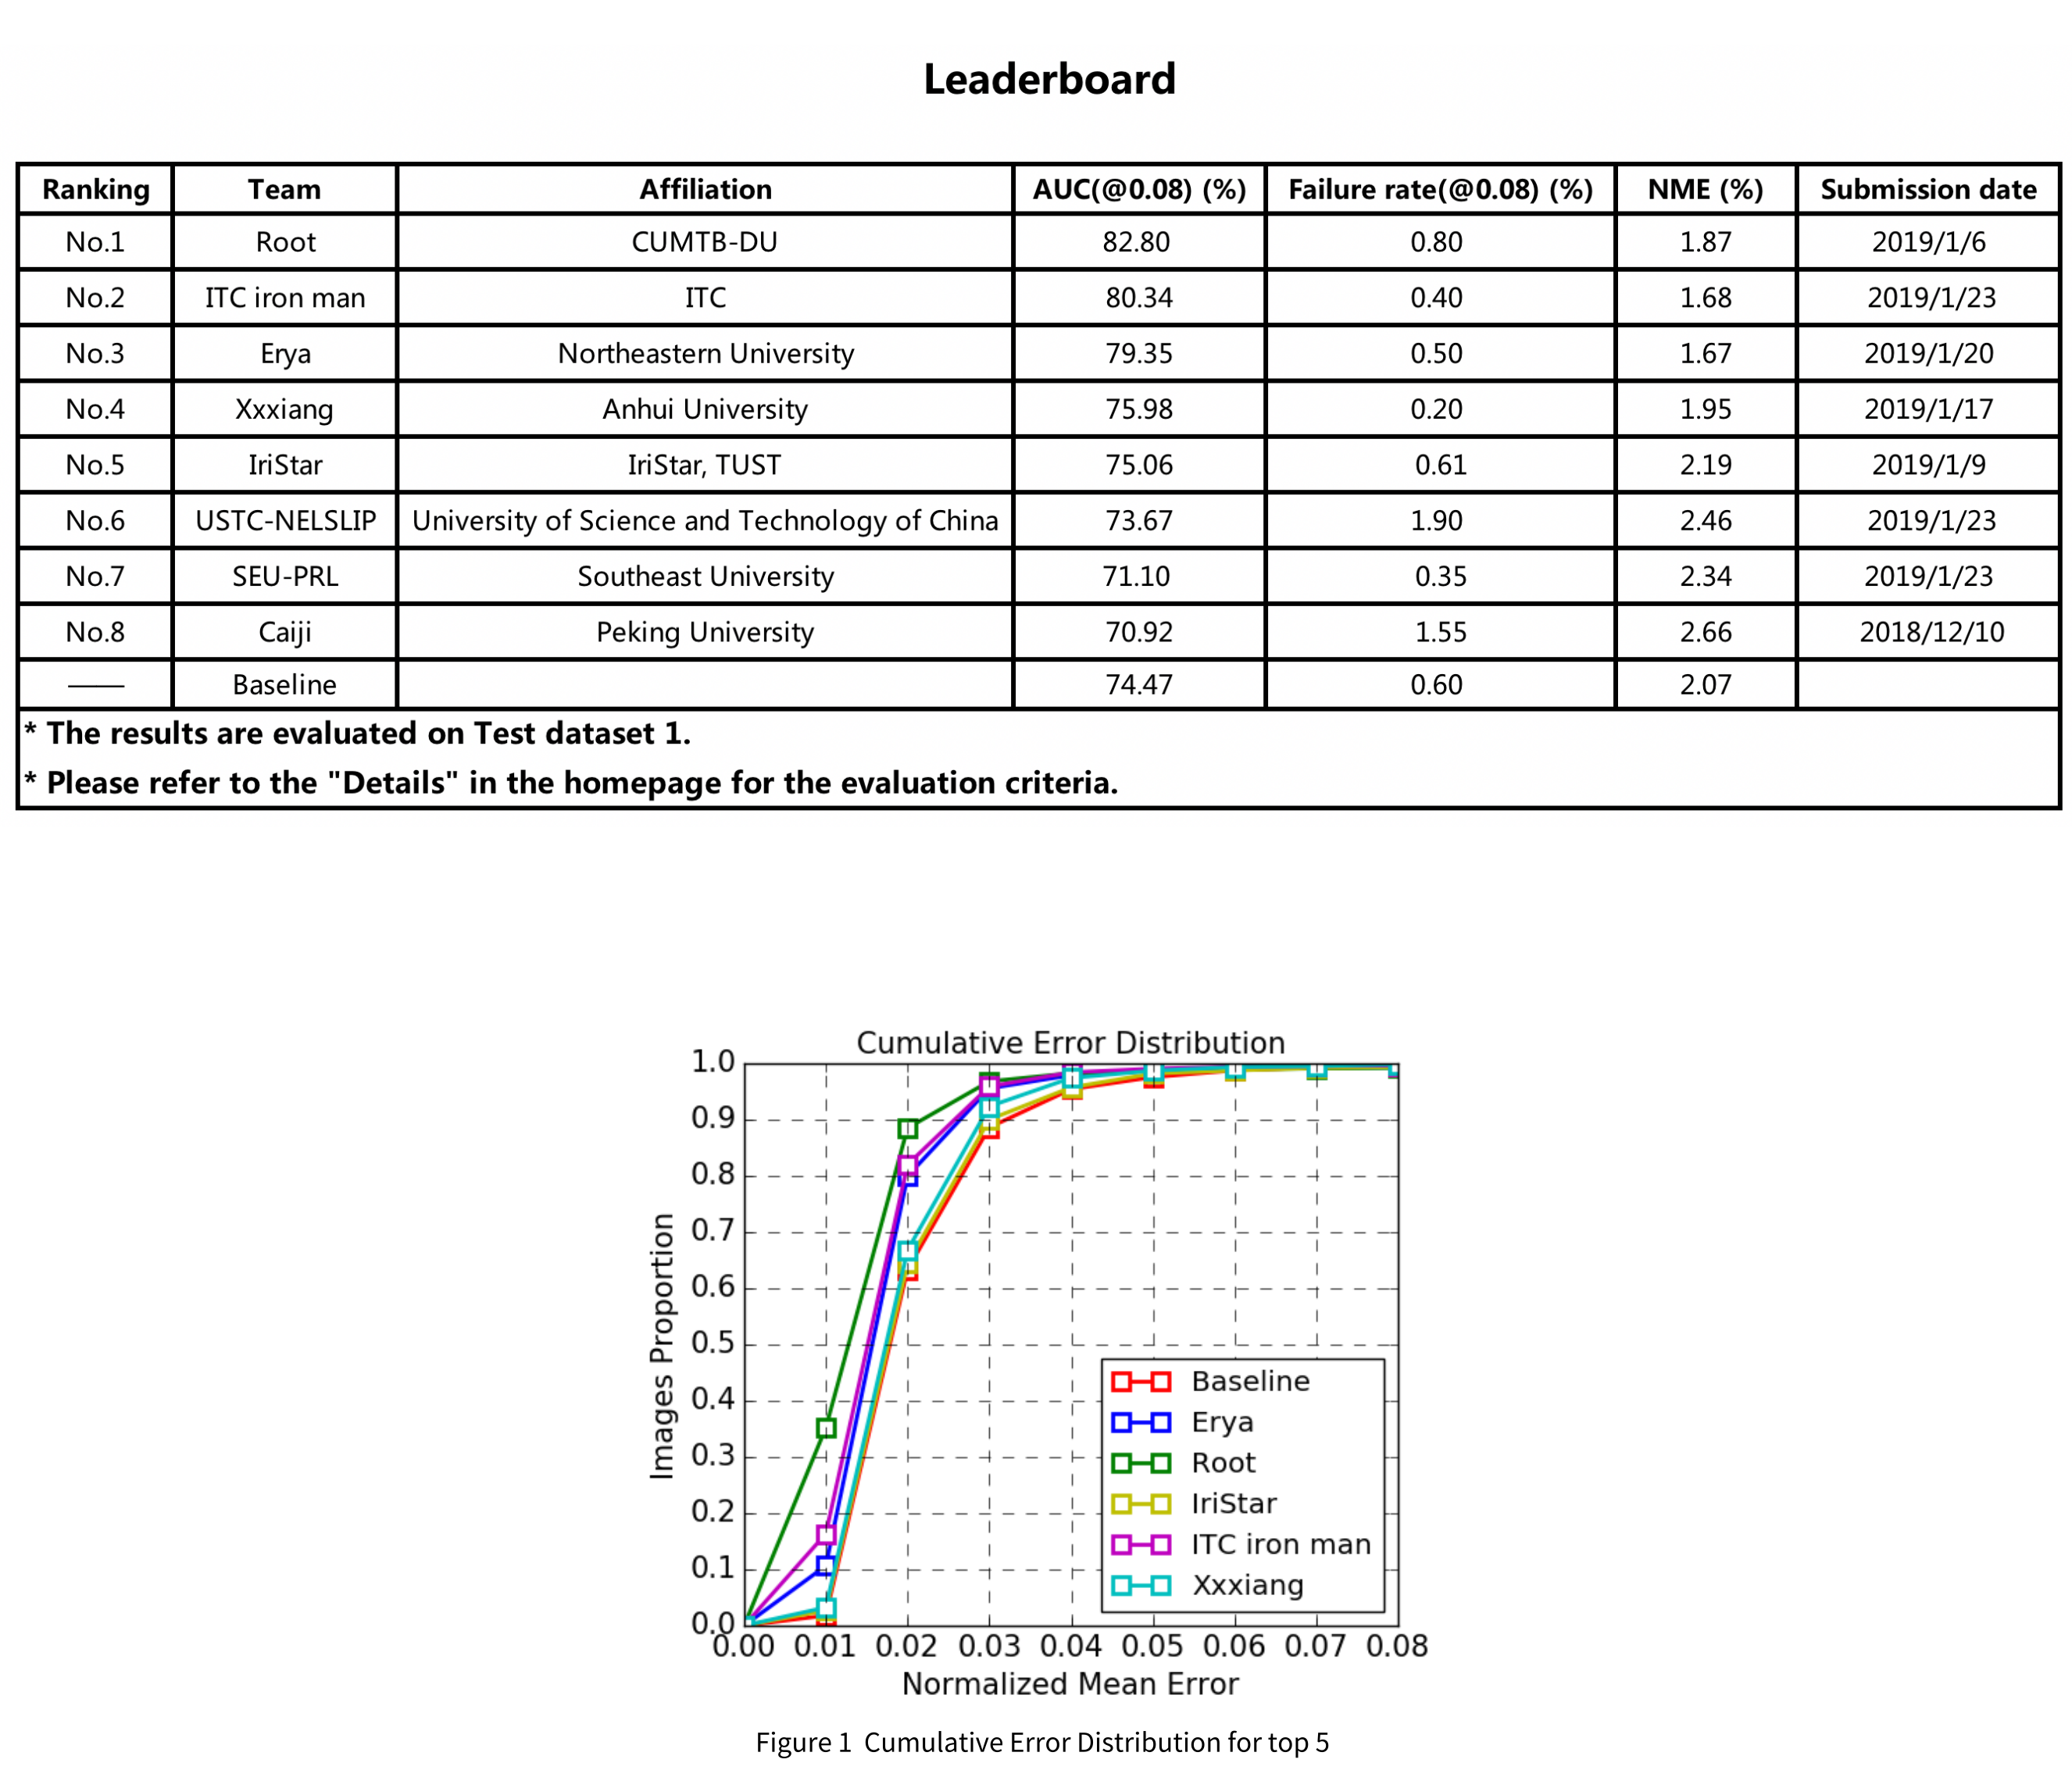 Leaderboard
Ranking Team Affiliation AUC(@0.08) (%) Failure rate(@0.08) (%) NME (%) Submission date
No.1 Root CUMTB-DU 82.80 0.80 1.87 2019/1/6
No.2 ITC iron man ITC 80.34 0.40 1.68 2019/1/23
No.3 Erya Northeastern University 79.35 0.50 1.67 2019/1/20
No.4 Xxxiang Anhui University 75.98 0.20 1.95 2019/1/17
No.5 IriStar IriStar, TUST 75.06 0.61 2.19 2019/1/9
No.6 USTC-NELSLIP University of Science and Technology of China 73.67 1.90 2.46 2019/1/23
No.7 SEU-PRL Southeast University 71.10 0.35 2.34 2019/1/23
No.8 Caiji Peking University 70.92 1.55 2.66 2018/12/10
—— Baseline 74.47 0.60 2.07
* The results are evaluated on Test dataset 1.
* Please refer to the "Details" in the homepage for the evaluation criteria.
Cumulative Error Distribution
Images Proportion
1.0
0.9
0.8
0.7
0.6
0.5
0.4
0.3
0.2
0.1
0.0
Baseline
Erya
Root
IriStar
ITC iron man
Xxxiang
0.00 0.01 0.02 0.03 0.04 0.05 0.06 0.07 0.08
Normalized Mean Error
Figure 1 Cumulative Error Distribution for top 5